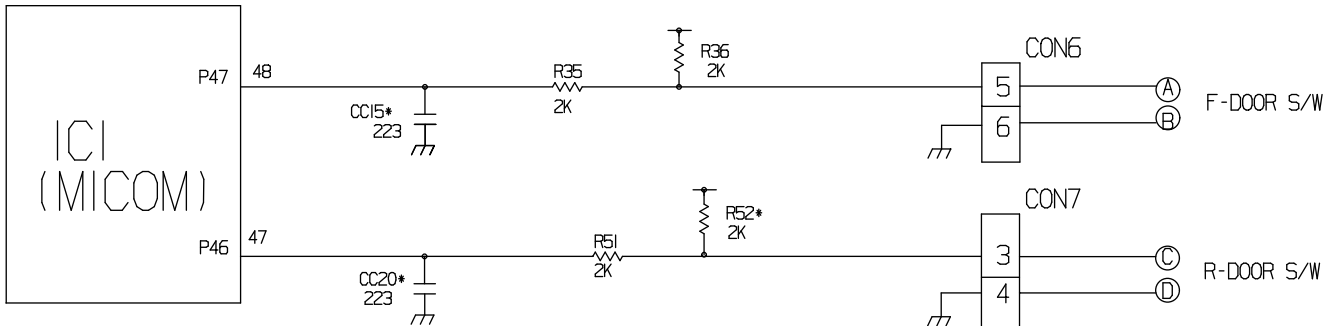 CON6
R36
2K
P47
48
R35
2K
5
A
F-DOOR S/W
CC15*
223
6
B
IC1
(MICOM)
CON7
R52*
2K
P46
47
R51
2K
3
C
R-DOOR S/W
CC20*
223
4
D